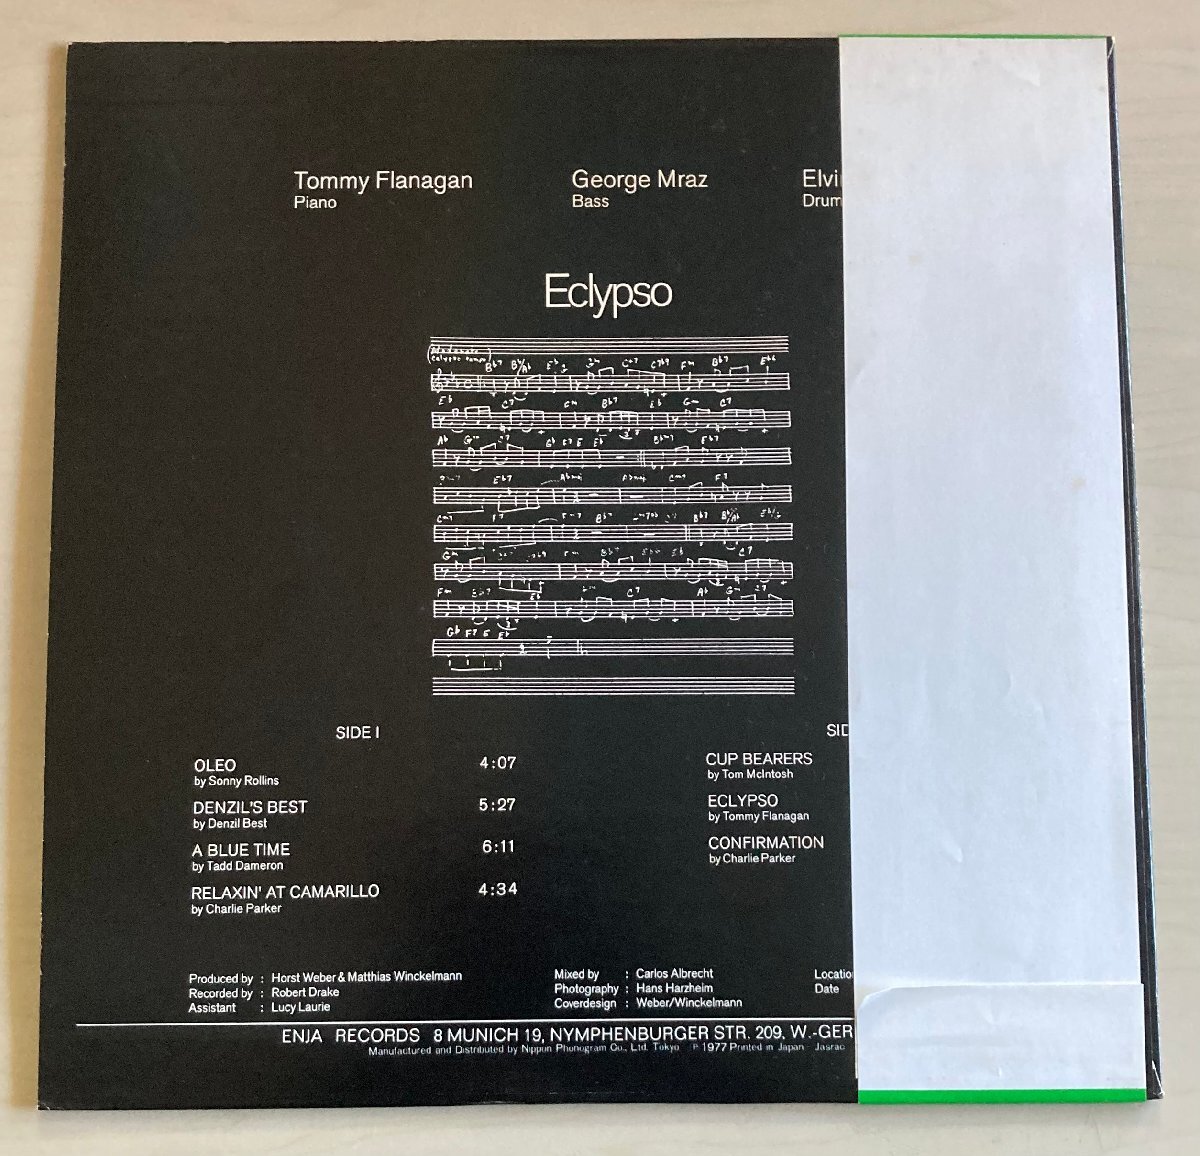 Tommy Flanagan George Mraz Elvi
Piano Bass Drum
Eclypso
SIDE I SID
OLEO 4:07
by Sonny Rollins
DENZIL'S BEST 5:27
by Denzil Best
A BLUE TIME 6:11
by Tadd Dameron
RELAXIN' AT CAMARILLO 4:34
by Charlie Parker
CUP BEARERS
by Tom McIntosh
ECLYPSO
by Tommy Flanagan
CONFIRMATION
by Charlie Parker
Produced by : Horst Weber & Matthias Winckelmann
Recorded by : Robert Drake
Assistant : Lucy Laurie
Mixed by : Carlos Albrecht
Photography : Hans Harzheim
Coverdesign : Weber/Winckelmann
Locatio
Date
ENJA RECORDS 8 MUNICH 19, NYMPHENBURGER STR. 209, W.-GER
Manufactured and Distributed by Nippon Phonogram Co., Ltd. Tokyo ℗ 1977 Printed in Japan Jasrac